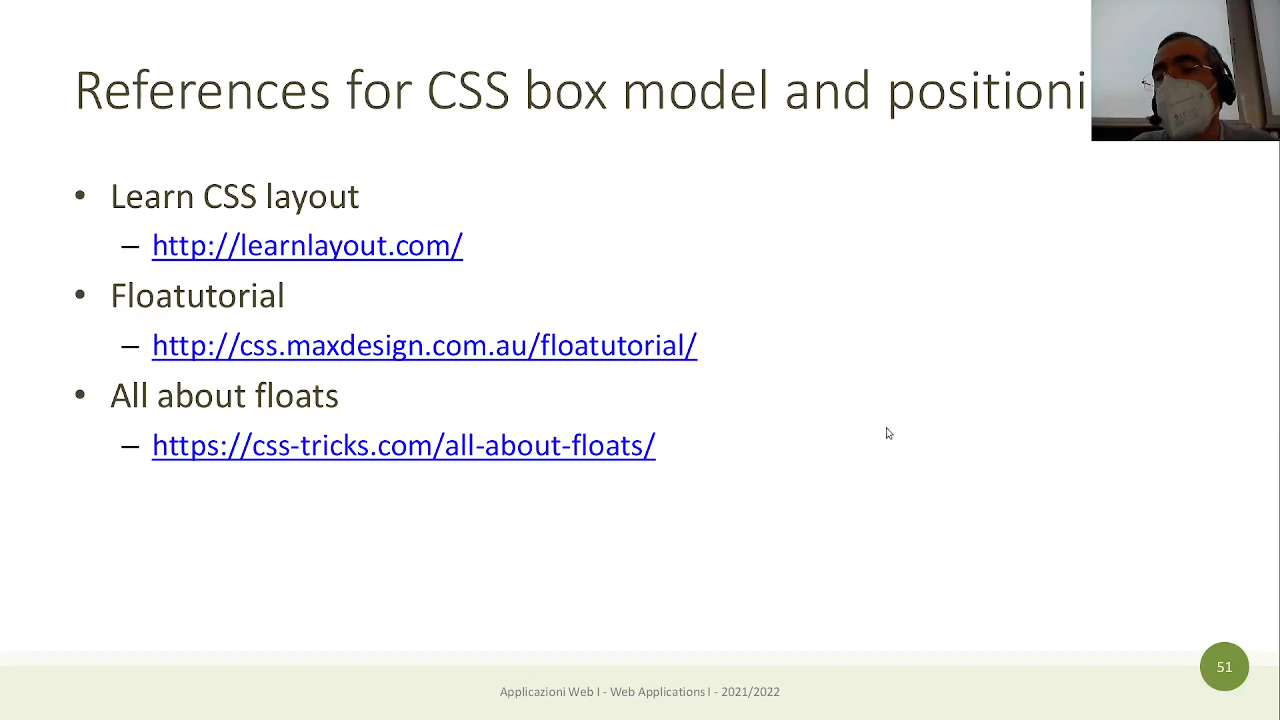 References for CSS box model and positioni
• Learn CSS layout
– http://learnlayout.com/
• Floatutorial
– http://css.maxdesign.com.au/floatutorial/
• All about floats
– https://css-tricks.com/all-about-floats/
51
Applicazioni Web I - Web Applications I - 2021/2022